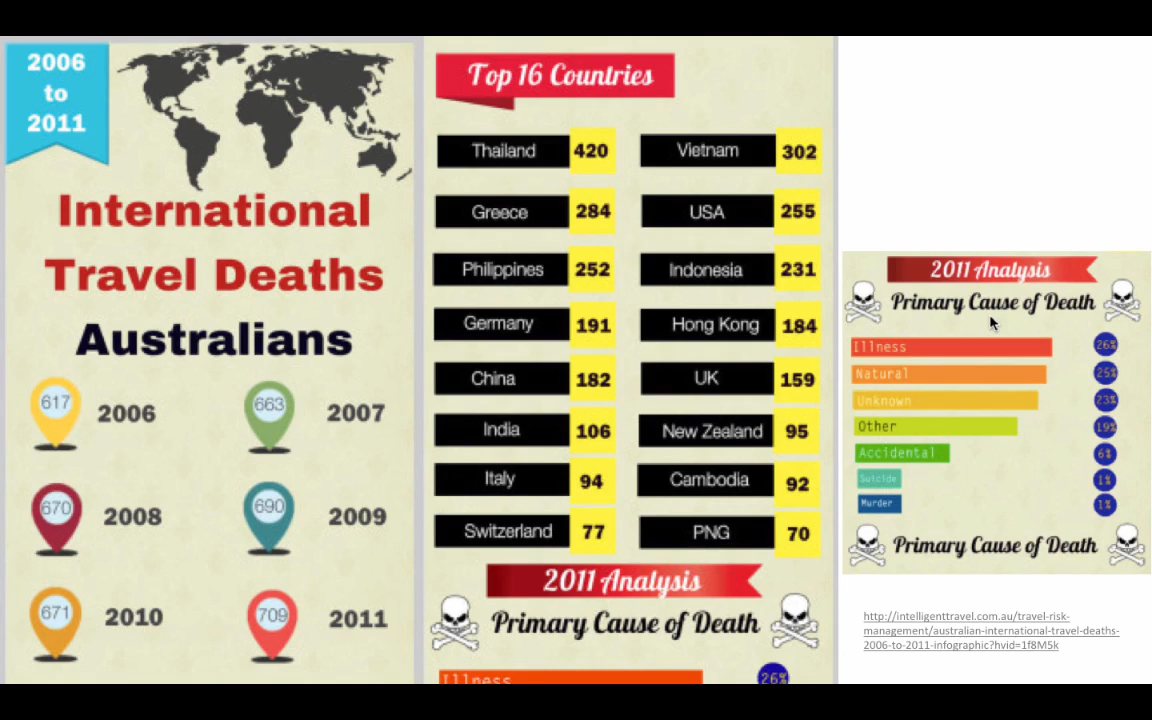 2006
to
2011
International
Travel Deaths
Australians
617 2006 663 2007
670 2008 690 2009
671 2010 709 2011
Top 16 Countries
Thailand 420 Vietnam 302
Greece 284 USA 255
Philippines 252 Indonesia 231
Germany 191 Hong Kong 184
China 182 UK 159
India 106 New Zealand 95
Italy 94 Cambodia 92
Switzerland 77 PNG 70
2011 Analysis
Primary Cause of Death
Illness 26%
2011 Analysis
Primary Cause of Death
Illness 26%
Natural 25%
Unknown 23%
Other 19%
Accidental 6%
Suicide 1%
Murder 1%
Primary Cause of Death
http://intelligenttravel.com.au/travel-risk-
management/australian-international-travel-deaths-
2006-to-2011-infographic?hvid=1f8M5k